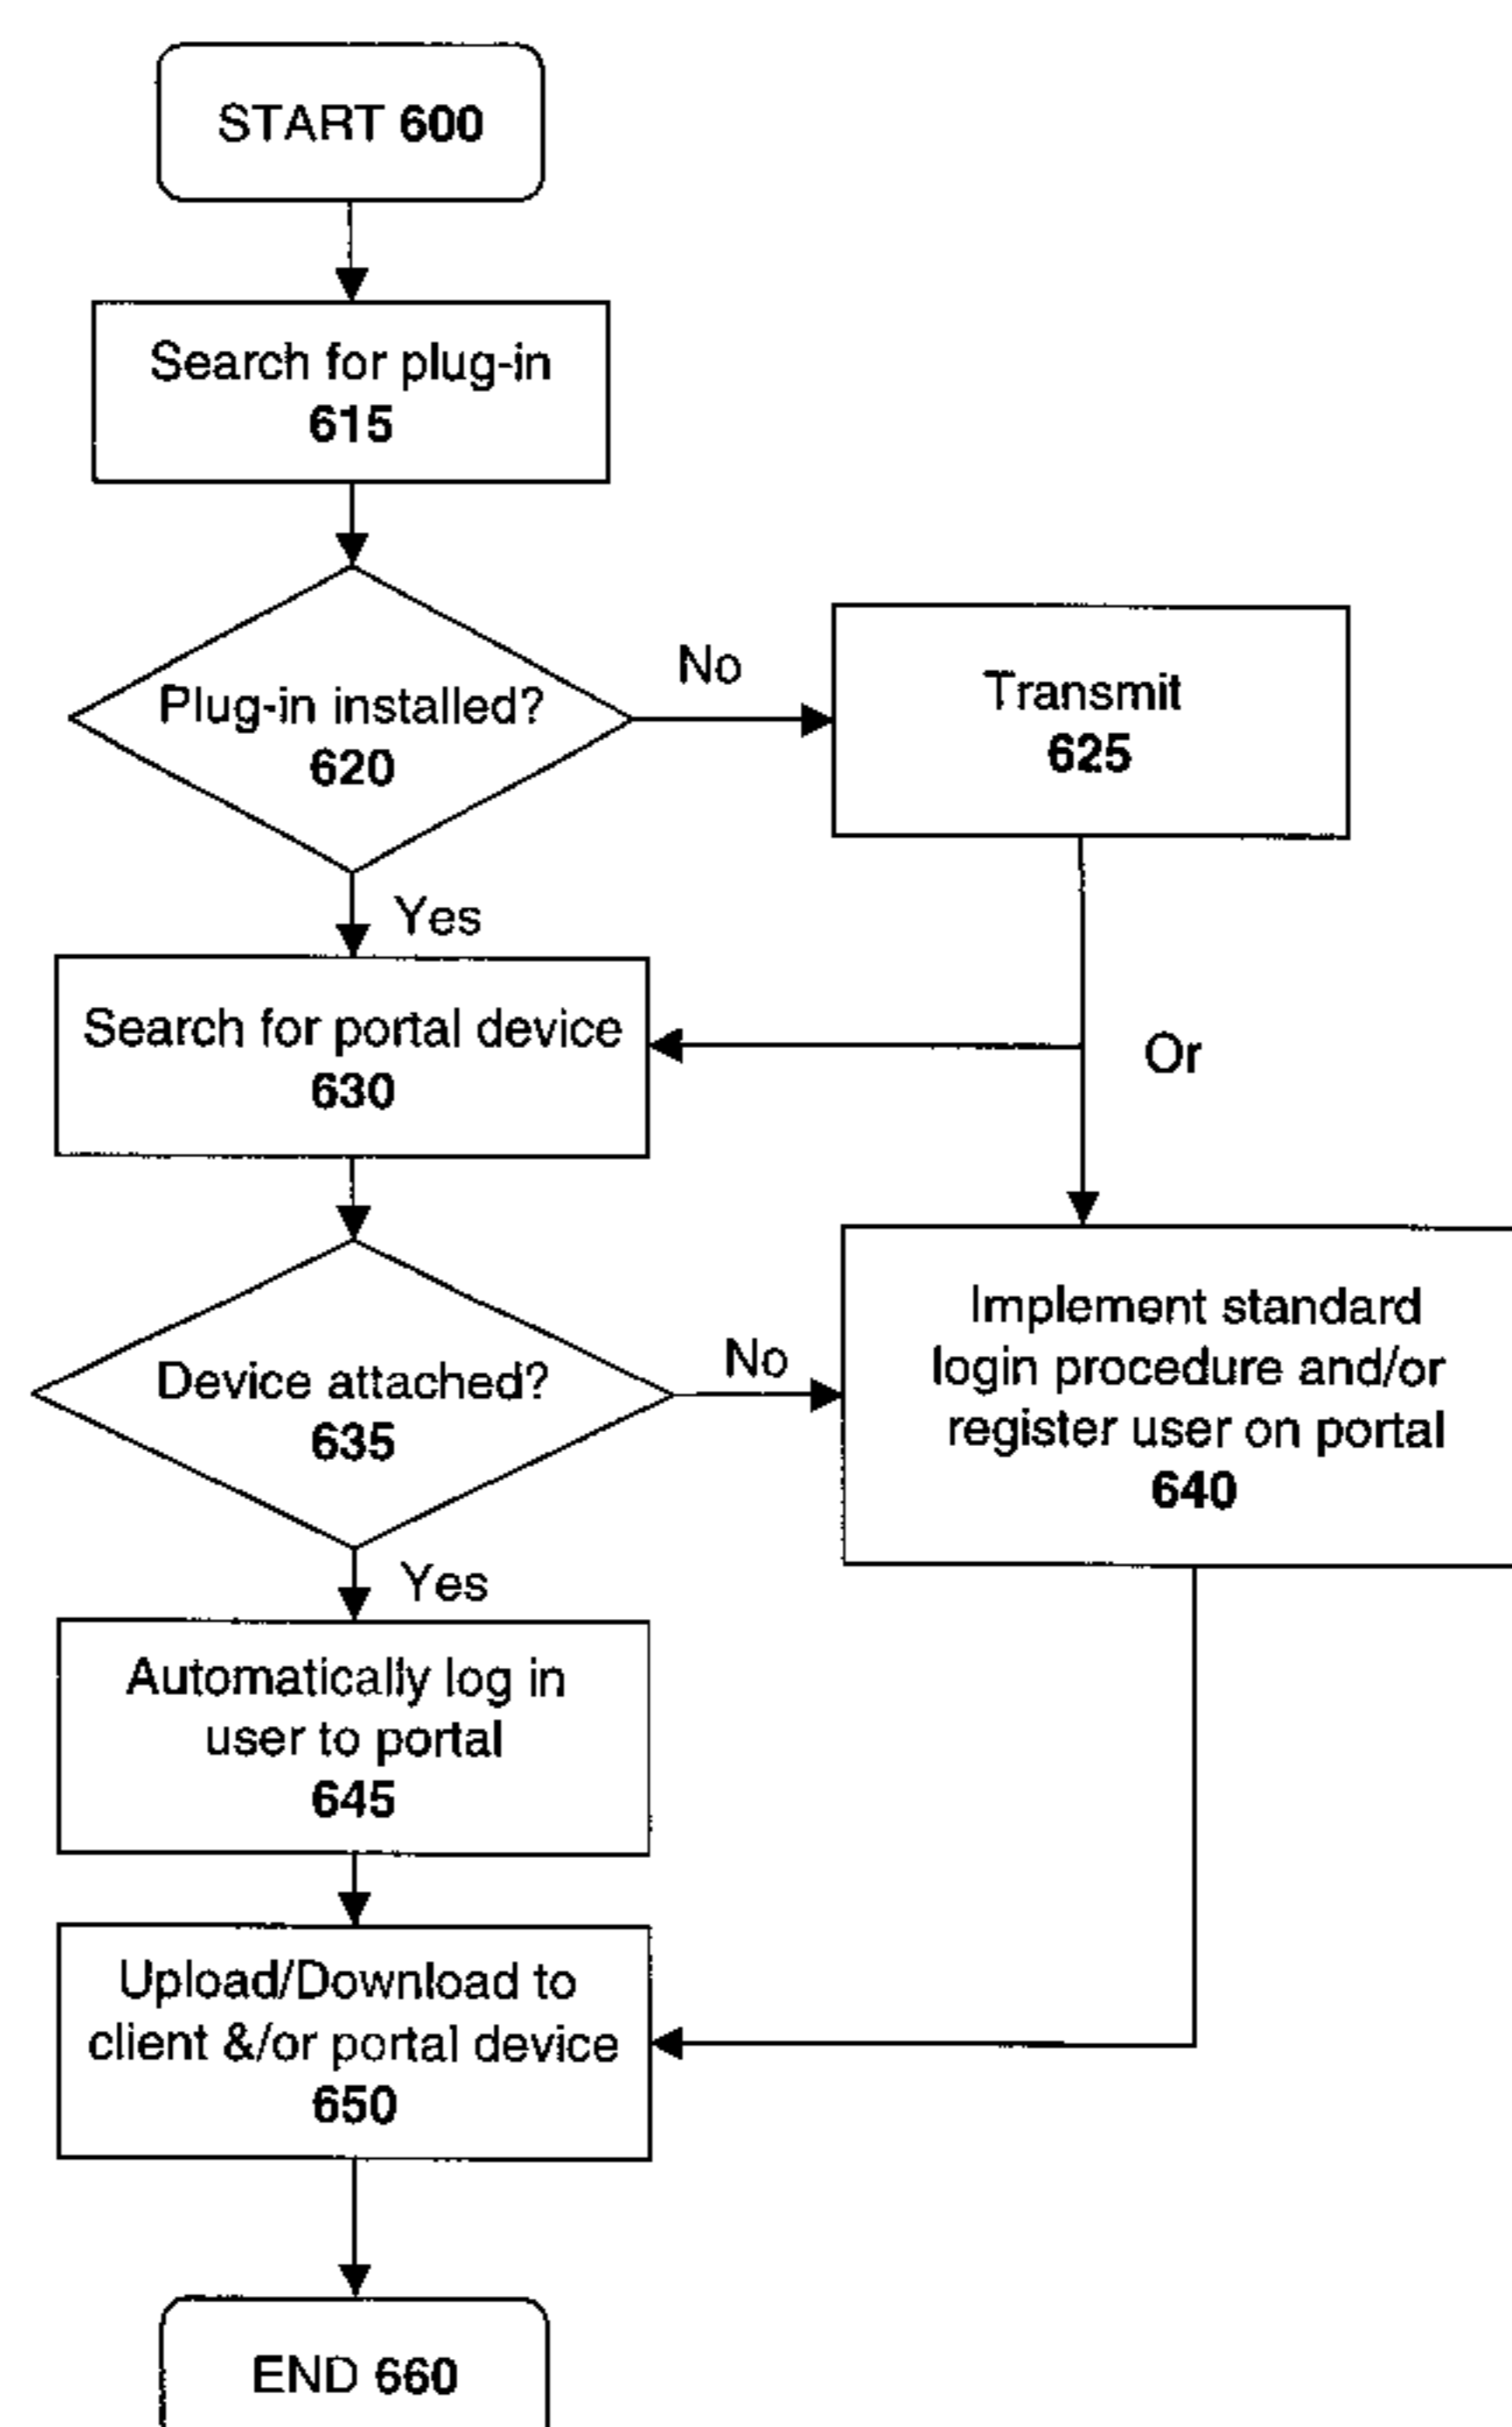 START 600
Search for plug-in
615
Plug-in installed?
620
No
Transmit
625
Yes
Search for portal device
630
Or
Device attached?
635
No
Implement standard
login procedure and/or
register user on portal
640
Yes
Automatically log in
user to portal
645
Upload/Download to
client &/or portal device
650
END 660